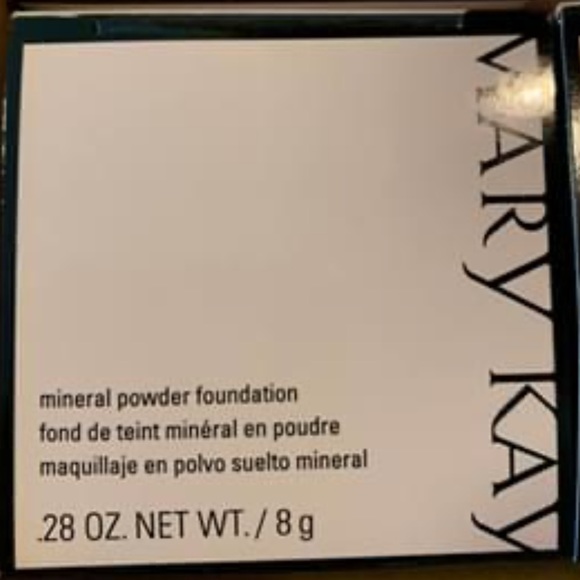 MARY KAY
mineral powder foundation
fond de teint minéral en poudre
maquillaje en polvo suelto mineral
.28 OZ. NET WT. / 8 g